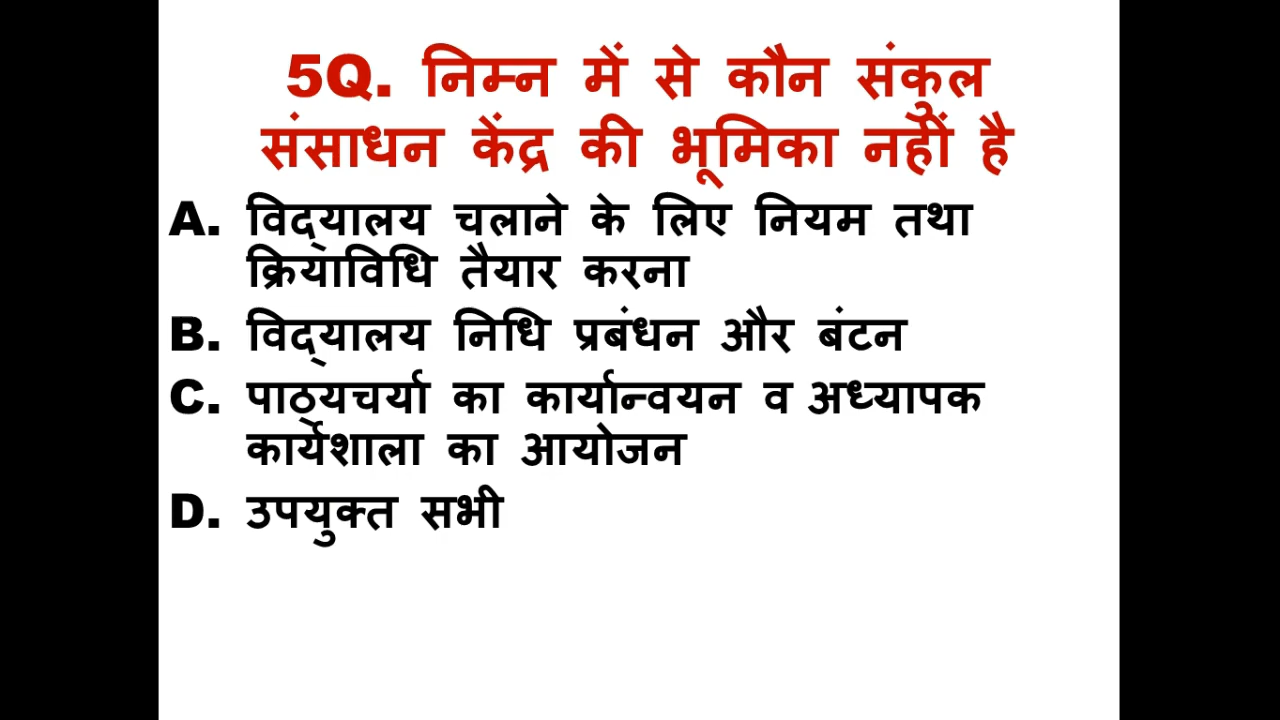 5Q. निम्न में से कौन संकुल
संसाधन केंद्र की भूमिका नहीं है
A. विद्यालय चलाने के लिए नियम तथा
क्रियाविधि तैयार करना
B. विद्यालय निधि प्रबंधन और बंटन
C. पाठ्यचर्या का कार्यान्वयन व अध्यापक
कार्यशाला का आयोजन
D. उपयुक्त सभी